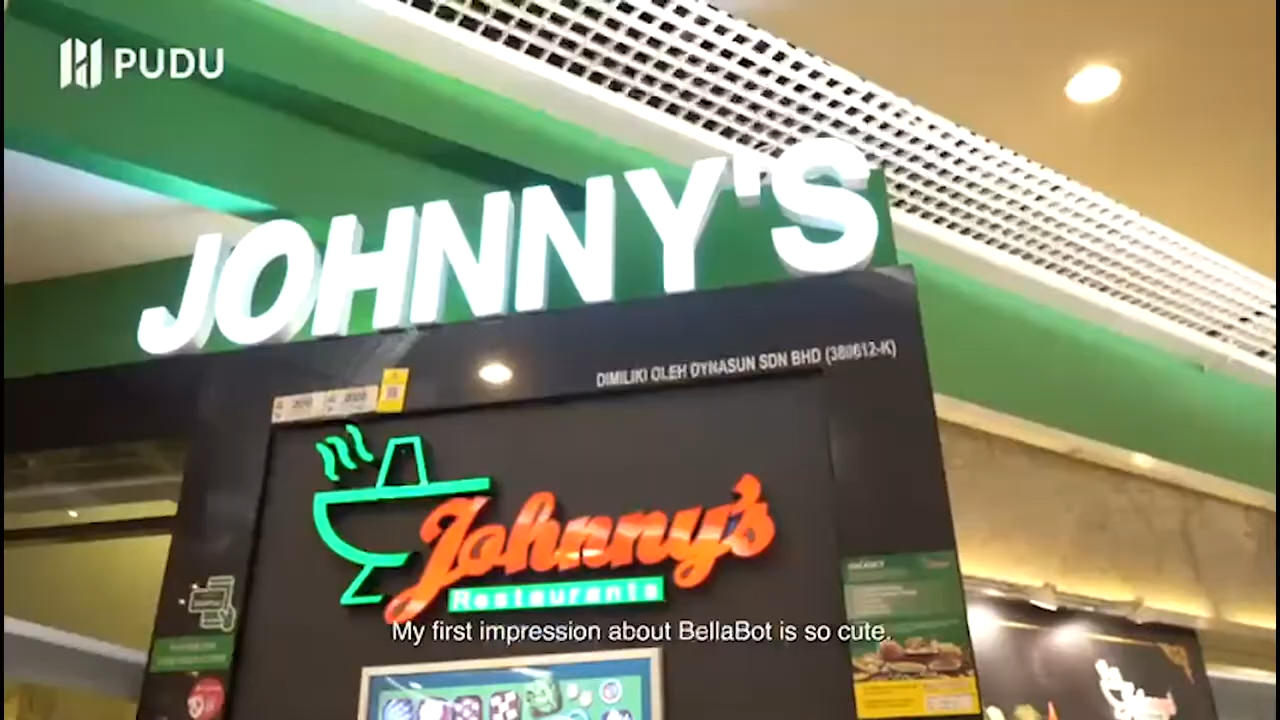 PUDU
JOHNNY'S
DIMILIKI OLEH DYNASUN SDN BHD (380612-K)
Johnny's
Restaurants
My first impression about BellaBot is so cute.